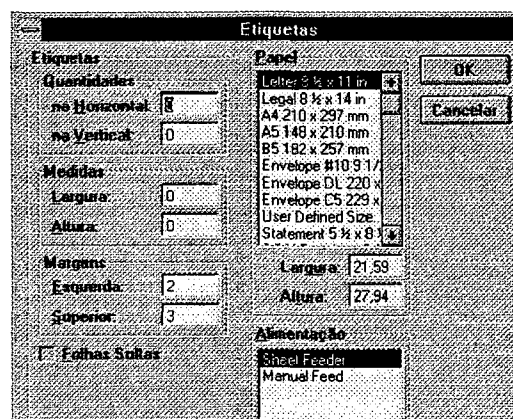 Etiquetas
Etiquetas
Quantidades
na Horizontal:
na Vertical: 0
Medidas
Largura: 0
Altura: 0
Margens
Esquerda: 2
Superior: 3
Folhas Soltas
Papel
Letter 8 ½ x 11 in
Legal 8 ½ x 14 in
A4 210 x 297 mm
A5 148 x 210 mm
B5 182 x 257 mm
Envelope #10 9 1/
Envelope DL 220 x
Envelope C5 229 x
User Defined Size
Statement 5 ½ x 8
Largura: 21,59
Altura: 27,94
Alimentação
Sheet Feeder
Manual Feed
OK
Cancelar